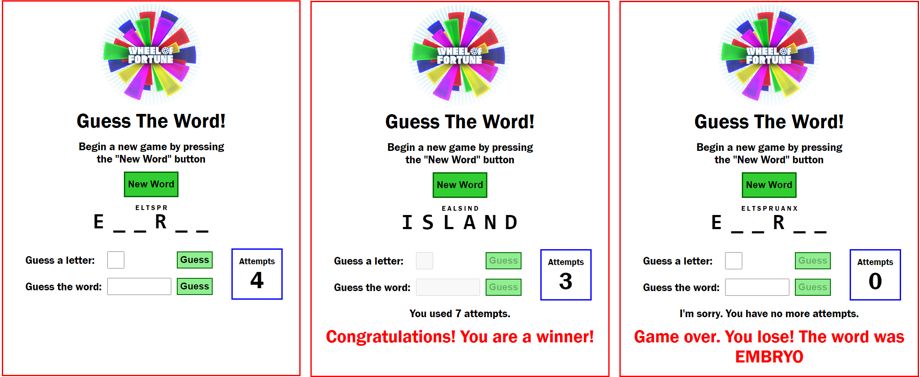 WHEEL OF
FORTUNE
Guess The Word!
Begin a new game by pressing
the "New Word" button
New Word
ELTSPR
E _ _ R _ _
Guess a letter: Guess
Guess the word: Guess
Attempts
4
WHEEL OF
FORTUNE
Guess The Word!
Begin a new game by pressing
the "New Word" button
New Word
EALSIND
ISLAND
Guess a letter: Guess
Guess the word: Guess
Attempts
3
You used 7 attempts.
Congratulations! You are a winner!
WHEEL OF
FORTUNE
Guess The Word!
Begin a new game by pressing
the "New Word" button
New Word
ELTSPRUANX
E _ _ R _ _
Guess a letter: Guess
Guess the word: Guess
Attempts
0
I'm sorry. You have no more attempts.
Game over. You lose! The word was
EMBRYO